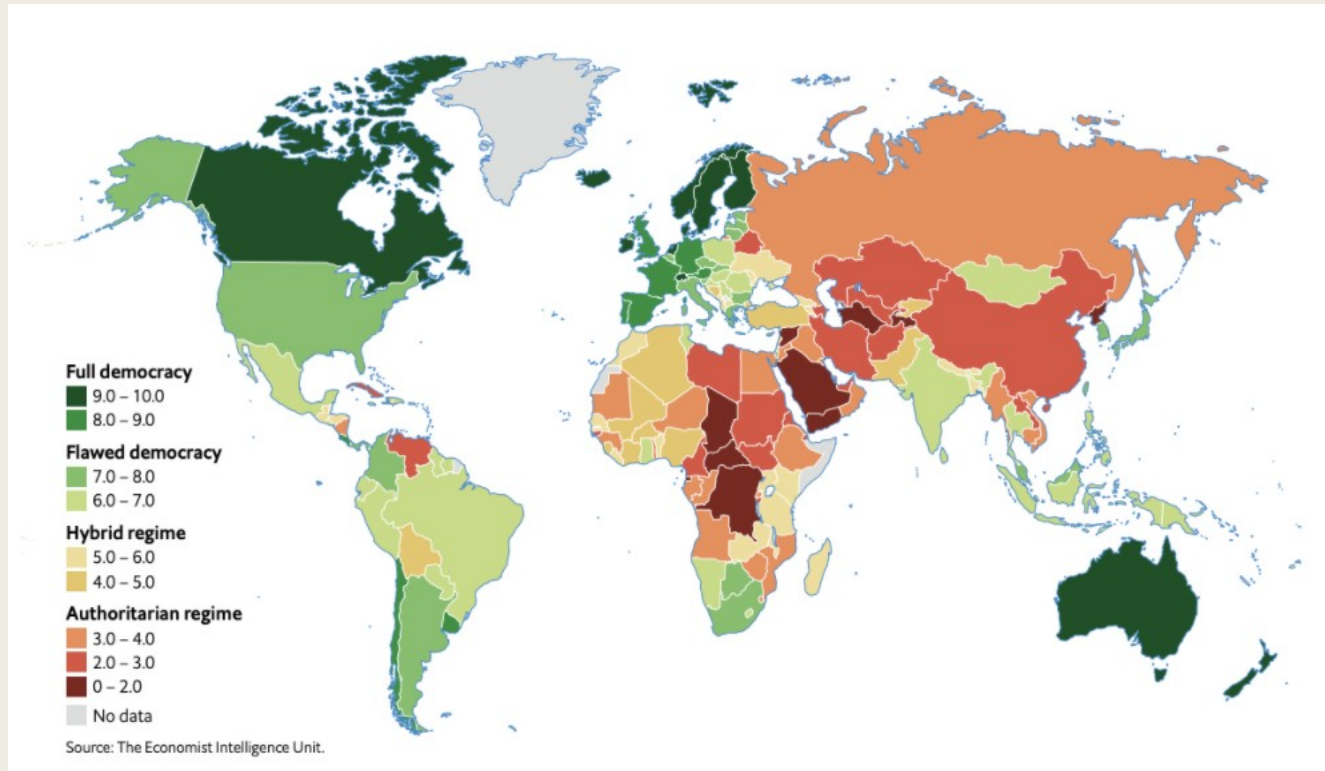 Full democracy
9.0 – 10.0
8.0 – 9.0
Flawed democracy
7.0 – 8.0
6.0 – 7.0
Hybrid regime
5.0 – 6.0
4.0 – 5.0
Authoritarian regime
3.0 – 4.0
2.0 – 3.0
0 – 2.0
No data
Source: The Economist Intelligence Unit.